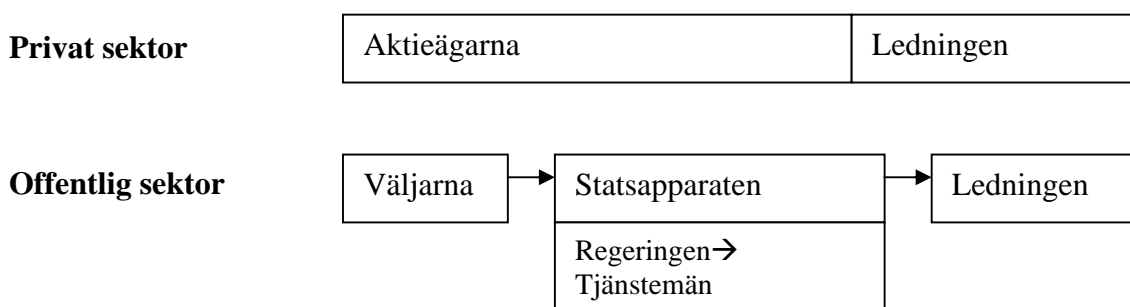 Privat sektor Aktieägarna Ledningen
Offentlig sektor Väljarna Statsapparaten Ledningen
Regeringen→
Tjänstemän